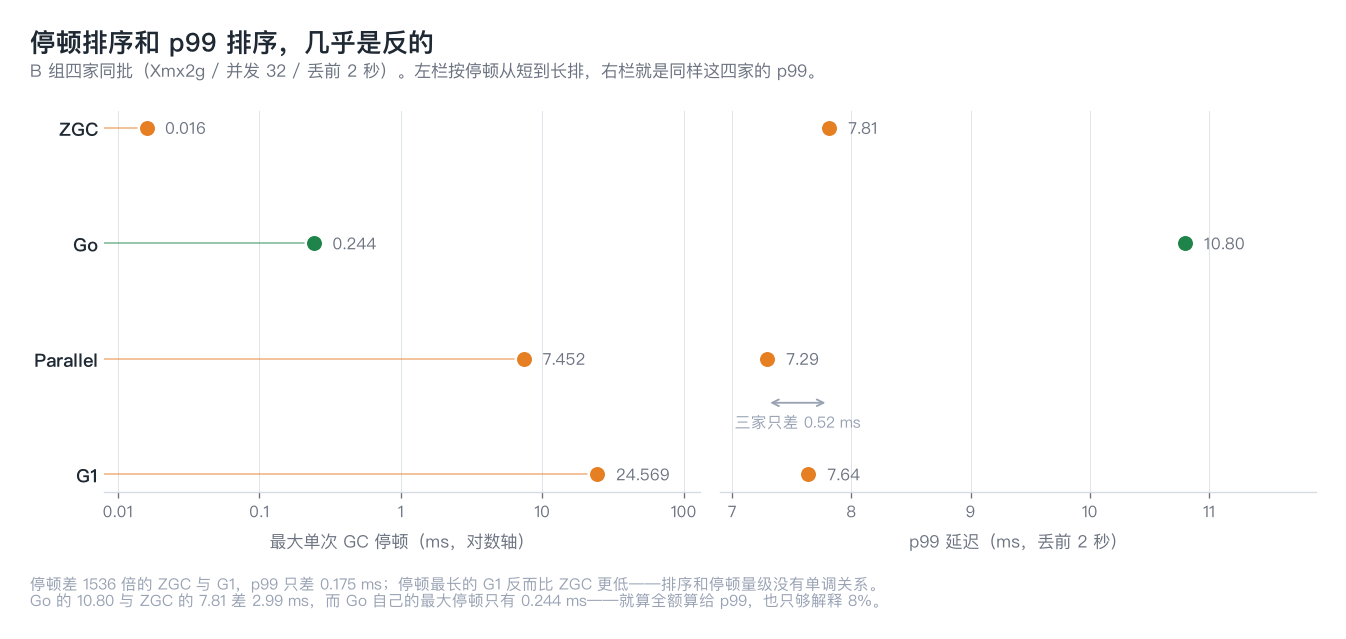 停顿排序和 p99 排序，几乎是反的
B 组四家同批（Xmx2g / 并发 32 / 丢前 2 秒）。左栏按停顿从短到长排，右栏就是同样这四家的 p99。
ZGC
0.016
7.81
Go
0.244
10.80
Parallel
7.452
7.29
三家只差 0.52 ms
G1
24.569
7.64
0.01
0.1
1
10
100
7
8
9
10
11
最大单次 GC 停顿（ms，对数轴）
p99 延迟（ms，丢前 2 秒）
停顿差 1536 倍的 ZGC 与 G1，p99 只差 0.175 ms；停顿最长的 G1 反而比 ZGC 更低——排序和停顿量级没有单调关系。
Go 的 10.80 与 ZGC 的 7.81 差 2.99 ms，而 Go 自己的最大停顿只有 0.244 ms——就算全额算给 p99，也只够解释 8%。